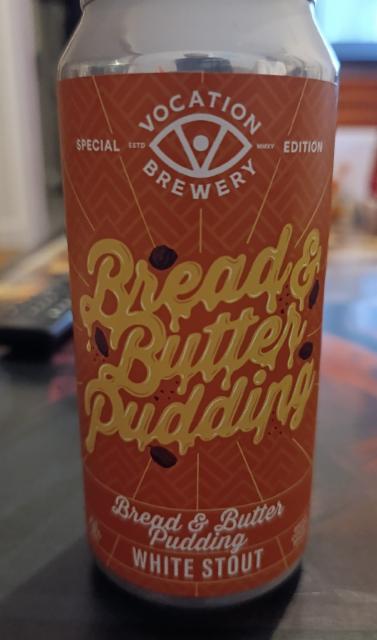 VOCATION
SPECIAL ESTD MMXV EDITION
BREWERY
Bread &
Butter
Pudding
Bread & Butter
Pudding
WHITE STOUT